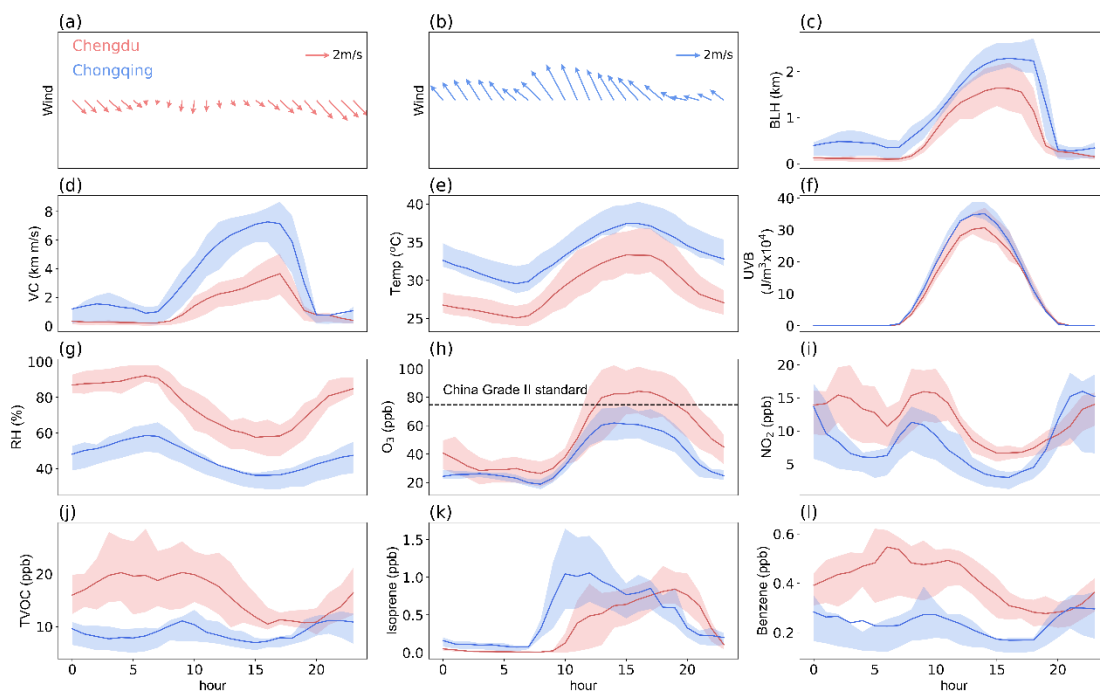 (a)
Chengdu
Chongqing
2m/s
Wind
(b)
2m/s
Wind
(c)
2
1
0
BLH (km)
(d)
8
6
4
2
0
VC (km m/s)
(e)
40
35
30
25
Temp (°C)
(f)
40
30
20
10
0
UVB
(J/m³x10⁴)
(g)
100
80
60
40
RH (%)
(h)
100
80
60
40
20
O₃ (ppb)
China Grade II standard
(i)
20
15
10
5
NO₂ (ppb)
(j)
20
10
TVOC (ppb)
0 5 10 15 20
hour
(k)
1.5
1.0
0.5
0.0
Isoprene (ppb)
0 5 10 15 20
hour
(l)
0.6
0.4
0.2
Benzene (ppb)
0 5 10 15 20
hour